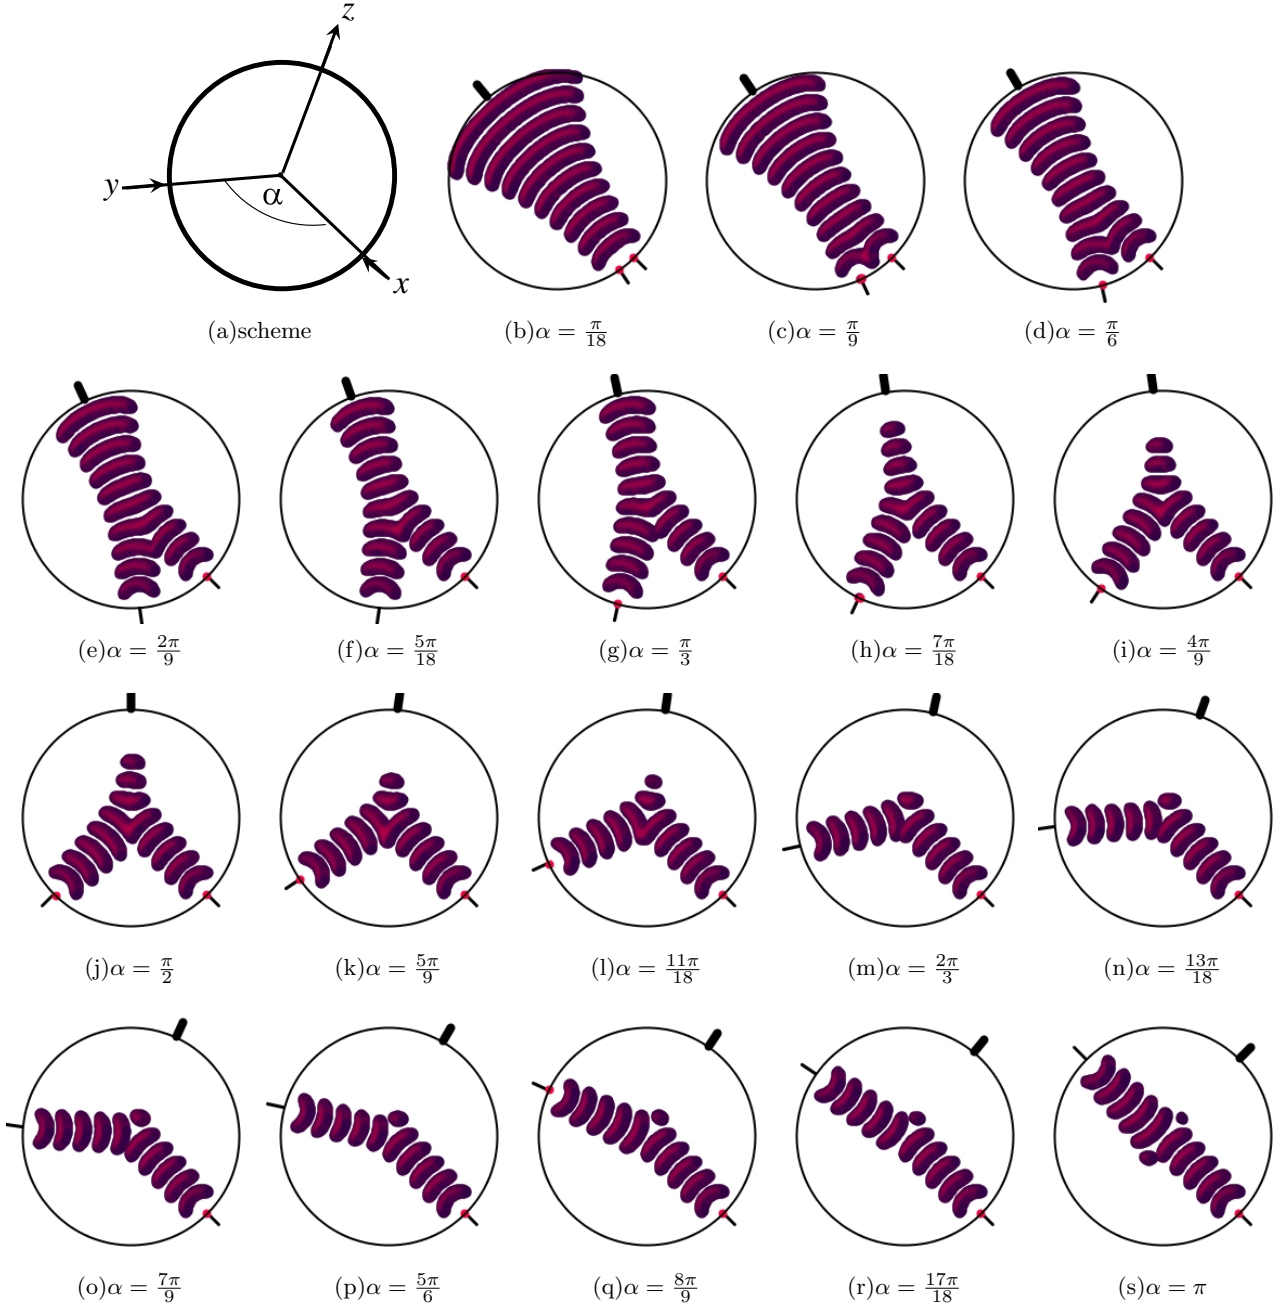 z
y
α
x
(a)scheme
(b)α = π/18
(c)α = π/9
(d)α = π/6
(e)α = 2π/9
(f)α = 5π/18
(g)α = π/3
(h)α = 7π/18
(i)α = 4π/9
(j)α = π/2
(k)α = 5π/9
(l)α = 11π/18
(m)α = 2π/3
(n)α = 13π/18
(o)α = 7π/9
(p)α = 5π/6
(q)α = 8π/9
(r)α = 17π/18
(s)α = π